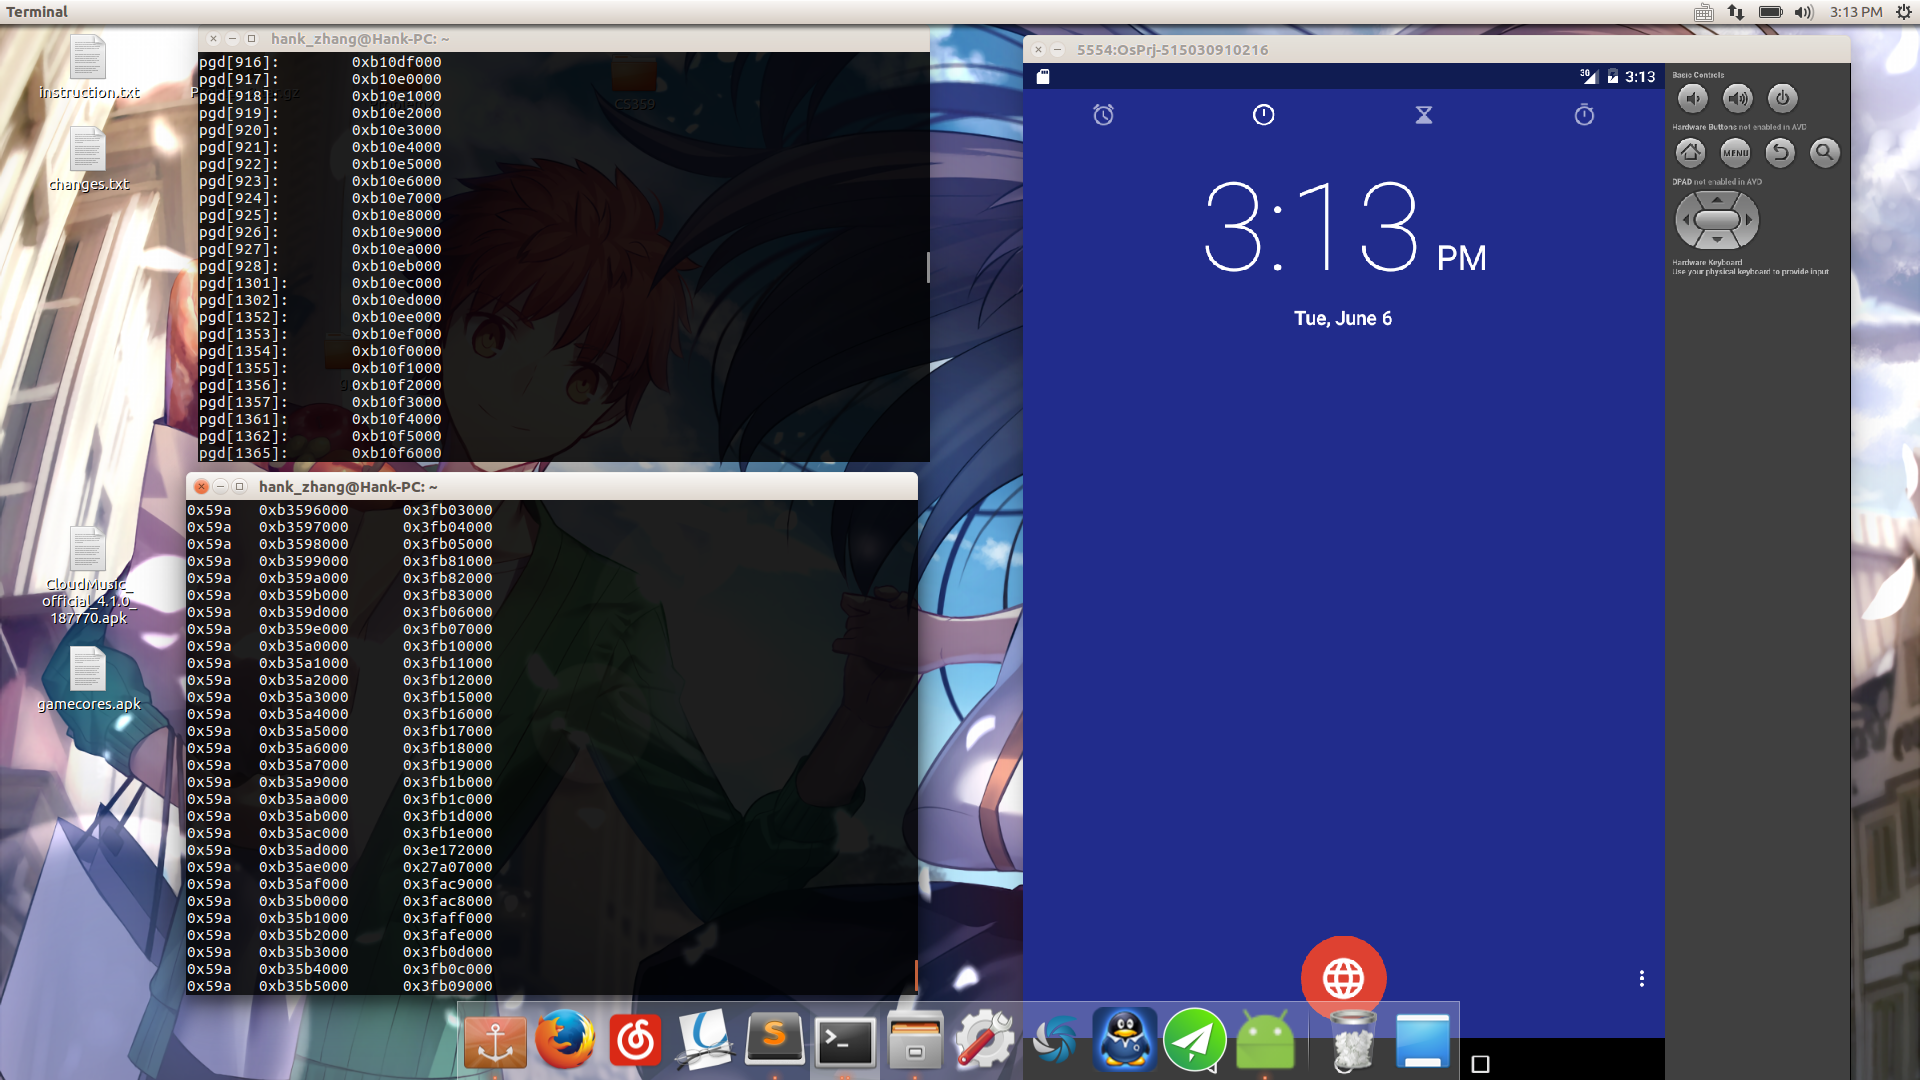 Terminal
3:13 PM
instruction.txt
changes.txt
CloudMusic_
official_4.1.0_
187770.apk
gamecores.apk
CS359
hank_zhang@Hank-PC: ~
pgd[916]: 0xb10df000
pgd[917]: 0xb10e0000
pgd[918]: 0xb10e1000
pgd[919]: 0xb10e2000
pgd[920]: 0xb10e3000
pgd[921]: 0xb10e4000
pgd[922]: 0xb10e5000
pgd[923]: 0xb10e6000
pgd[924]: 0xb10e7000
pgd[925]: 0xb10e8000
pgd[926]: 0xb10e9000
pgd[927]: 0xb10ea000
pgd[928]: 0xb10eb000
pgd[1301]: 0xb10ec000
pgd[1302]: 0xb10ed000
pgd[1352]: 0xb10ee000
pgd[1353]: 0xb10ef000
pgd[1354]: 0xb10f0000
pgd[1355]: 0xb10f1000
pgd[1356]: 0xb10f2000
pgd[1357]: 0xb10f3000
pgd[1361]: 0xb10f4000
pgd[1362]: 0xb10f5000
pgd[1365]: 0xb10f6000
hank_zhang@Hank-PC: ~
0x59a 0xb3596000 0x3fb03000
0x59a 0xb3597000 0x3fb04000
0x59a 0xb3598000 0x3fb05000
0x59a 0xb3599000 0x3fb81000
0x59a 0xb359a000 0x3fb82000
0x59a 0xb359b000 0x3fb83000
0x59a 0xb359d000 0x3fb06000
0x59a 0xb359e000 0x3fb07000
0x59a 0xb35a0000 0x3fb10000
0x59a 0xb35a1000 0x3fb11000
0x59a 0xb35a2000 0x3fb12000
0x59a 0xb35a3000 0x3fb15000
0x59a 0xb35a4000 0x3fb16000
0x59a 0xb35a5000 0x3fb17000
0x59a 0xb35a6000 0x3fb18000
0x59a 0xb35a7000 0x3fb19000
0x59a 0xb35a9000 0x3fb1b000
0x59a 0xb35aa000 0x3fb1c000
0x59a 0xb35ab000 0x3fb1d000
0x59a 0xb35ac000 0x3fb1e000
0x59a 0xb35ad000 0x3e172000
0x59a 0xb35ae000 0x27a07000
0x59a 0xb35af000 0x3fac9000
0x59a 0xb35b0000 0x3fac8000
0x59a 0xb35b1000 0x3faff000
0x59a 0xb35b2000 0x3fafe000
0x59a 0xb35b3000 0x3fb0d000
0x59a 0xb35b4000 0x3fb0c000
0x59a 0xb35b5000 0x3fb09000
5554:OsPrj-515030910216
3G 3:13
3:13 PM
Tue, June 6
Basic Controls
Hardware Buttons not enabled in AVD
MENU
DPAD not enabled in AVD
Hardware Keyboard
Use your physical keyboard to provide input